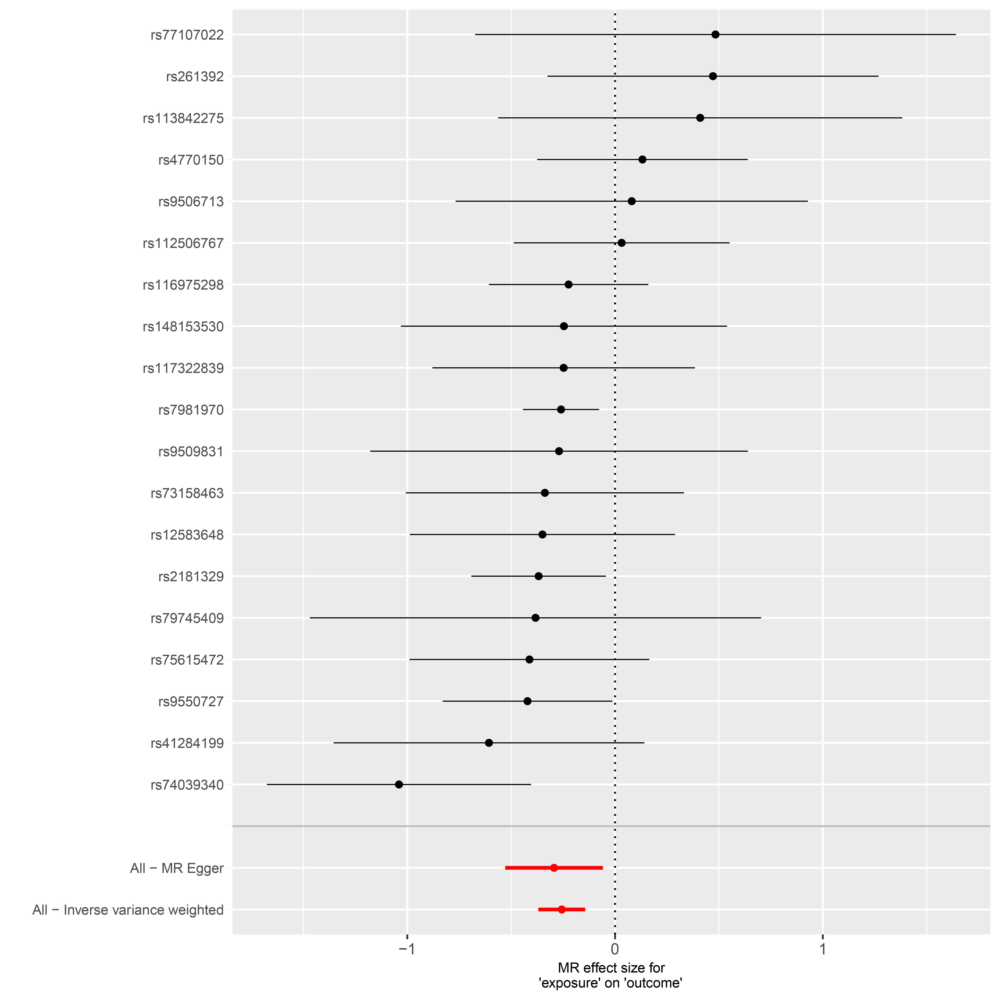 rs77107022
rs261392
rs113842275
rs4770150
rs9506713
rs112506767
rs116975298
rs148153530
rs117322839
rs7981970
rs9509831
rs73158463
rs12583648
rs2181329
rs79745409
rs75615472
rs9550727
rs41284199
rs74039340
All − MR Egger
All − Inverse variance weighted
−1 0 1
MR effect size for
'exposure' on 'outcome'